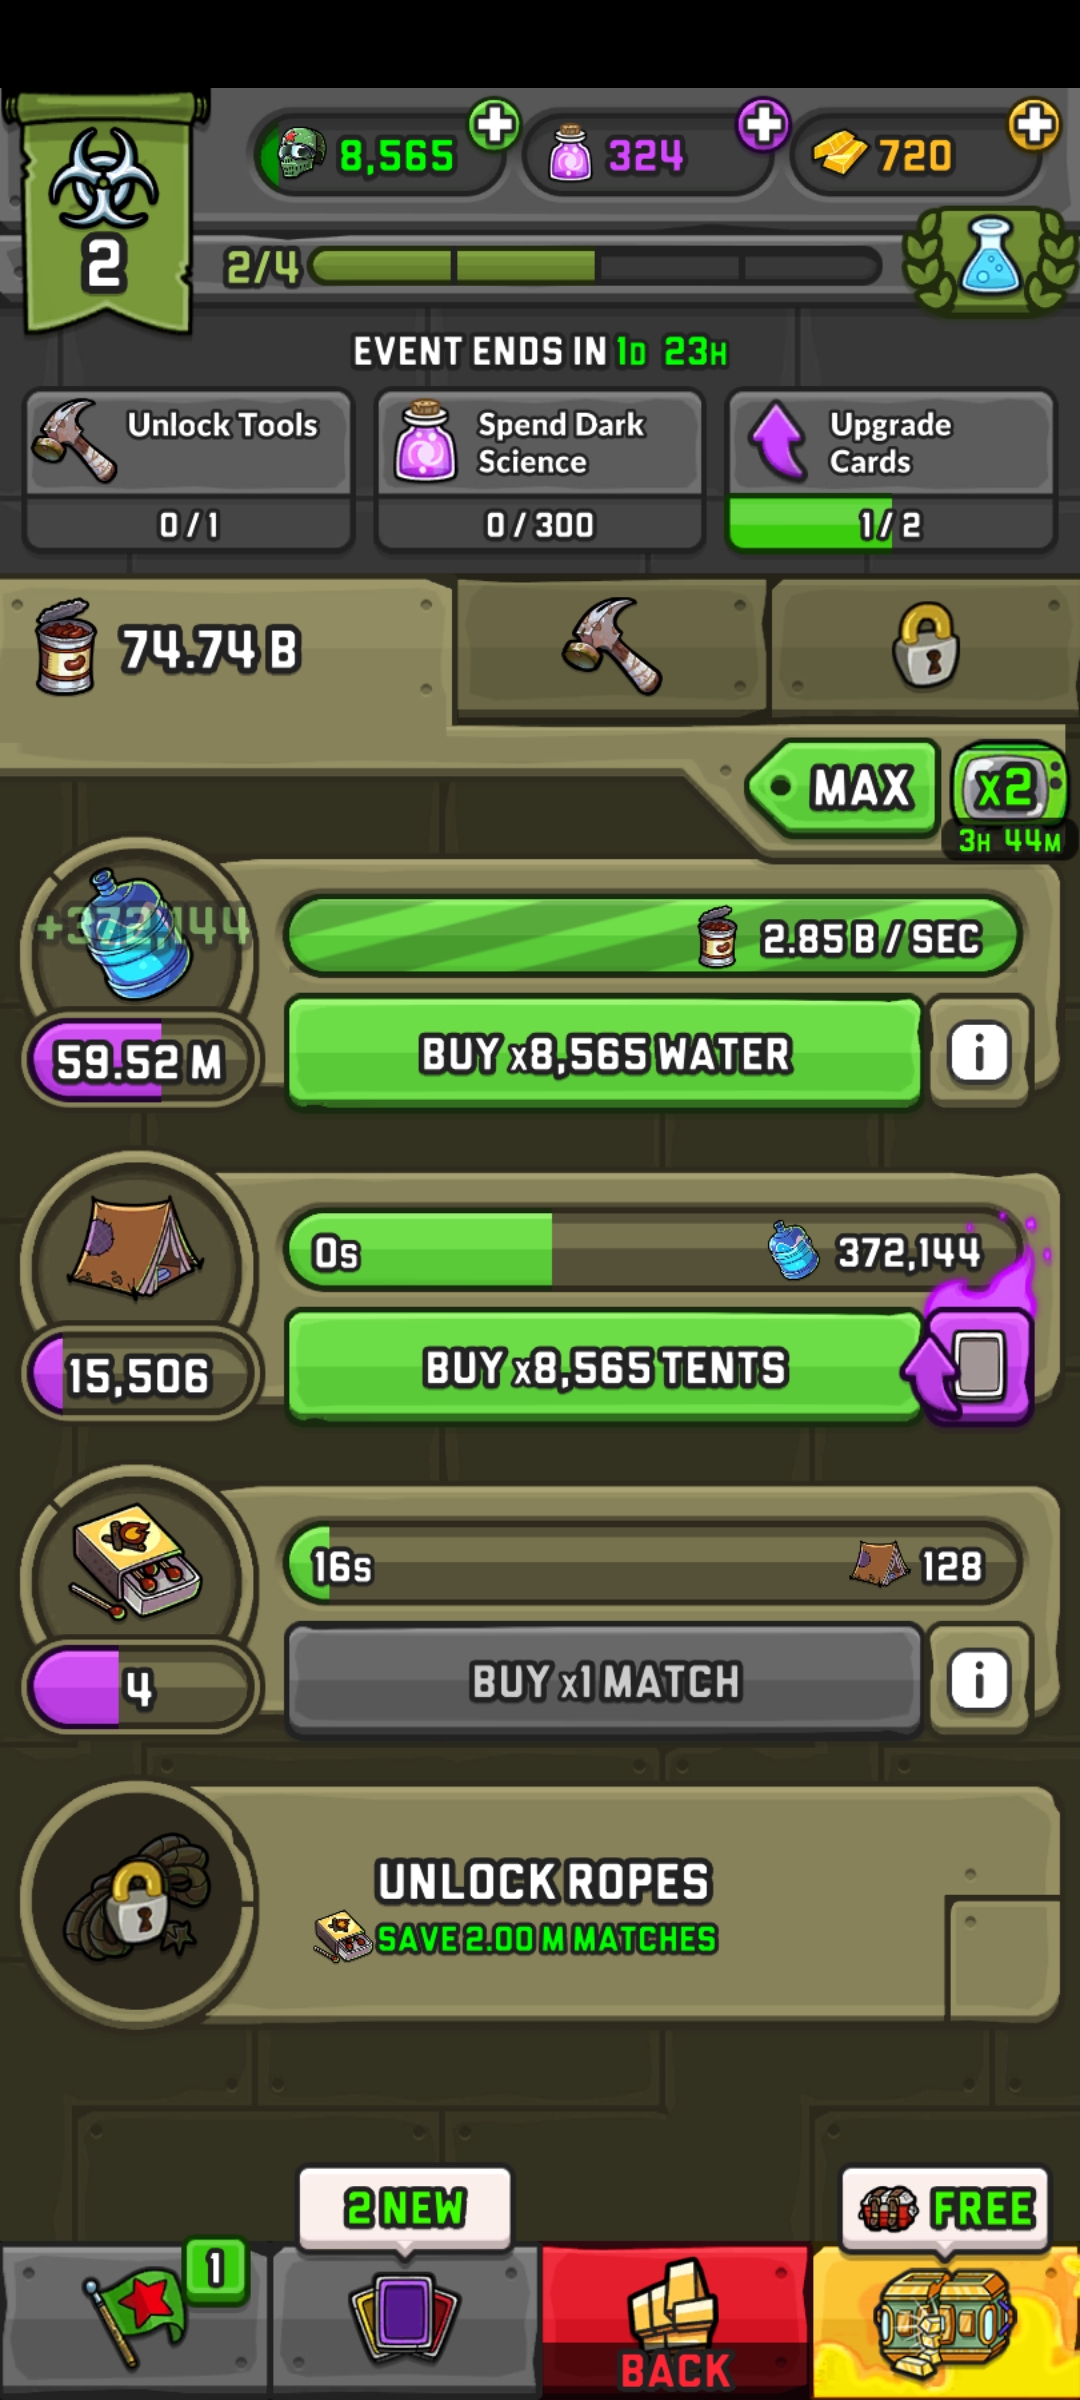 8,565
324
720
2
2/4
EVENT ENDS IN 1D 23H
Unlock Tools
0 / 1
Spend Dark
Science
0 / 300
Upgrade
Cards
1 / 2
74.74 B
MAX
x2
3H 44M
+372,144
2.85 B / SEC
59.52 M
BUY x8,565 WATER
i
0s
372,144
15,506
BUY x8,565 TENTS
16s
128
4
BUY x1 MATCH
i
UNLOCK ROPES
SAVE 2.00 M MATCHES
1
2 NEW
BACK
FREE